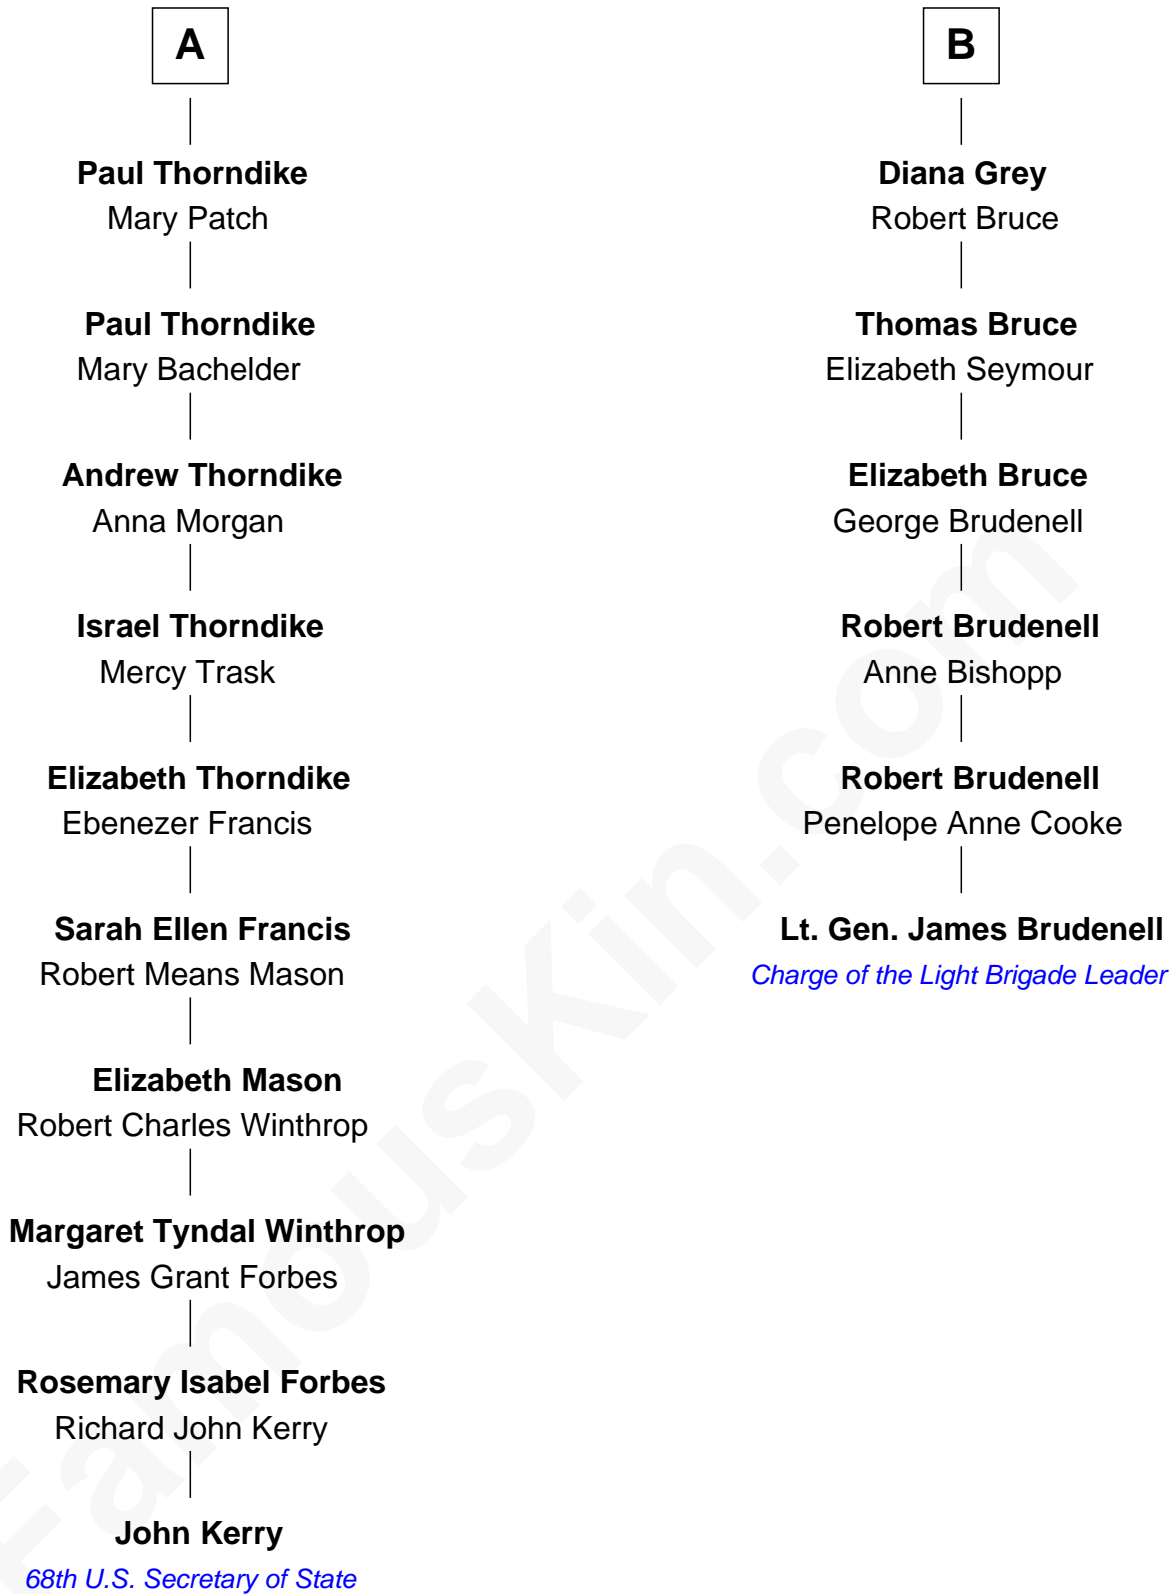 A
Paul Thorndike
Mary Patch
Paul Thorndike
Mary Bachelder
Andrew Thorndike
Anna Morgan
Israel Thorndike
Mercy Trask
Elizabeth Thorndike
Ebenezer Francis
Sarah Ellen Francis
Robert Means Mason
Elizabeth Mason
Robert Charles Winthrop
Margaret Tyndal Winthrop
James Grant Forbes
Rosemary Isabel Forbes
Richard John Kerry
John Kerry
68th U.S. Secretary of State
B
Diana Grey
Robert Bruce
Thomas Bruce
Elizabeth Seymour
Elizabeth Bruce
George Brudenell
Robert Brudenell
Anne Bishopp
Robert Brudenell
Penelope Anne Cooke
Lt. Gen. James Brudenell
Charge of the Light Brigade Leader
FamousKin.com